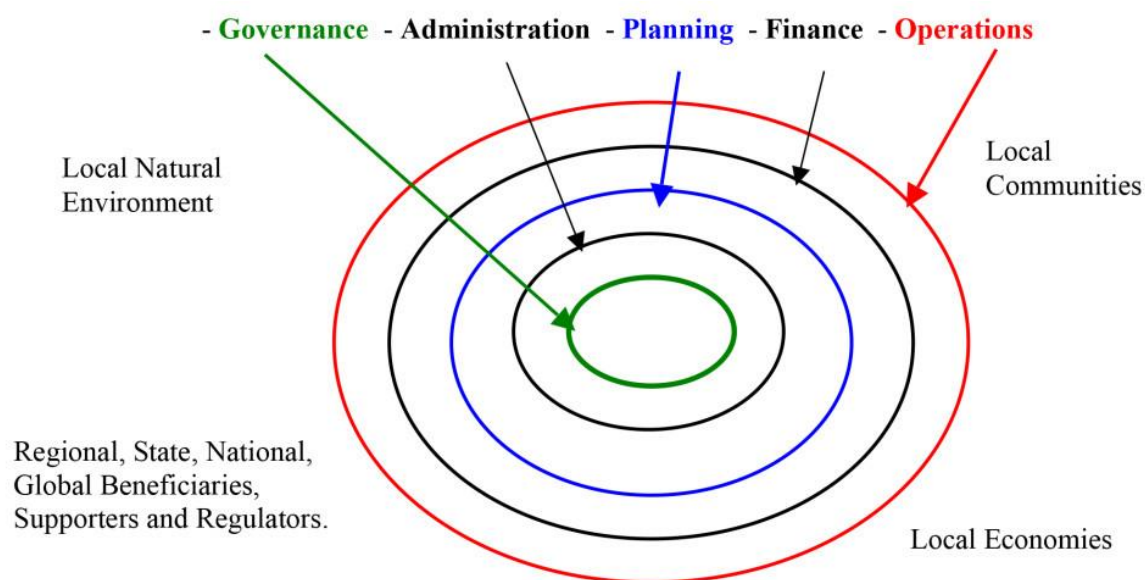 - Governance - Administration - Planning - Finance - Operations
Local Natural
Environment
Local
Communities
Regional, State, National,
Global Beneficiaries,
Supporters and Regulators.
Local Economies